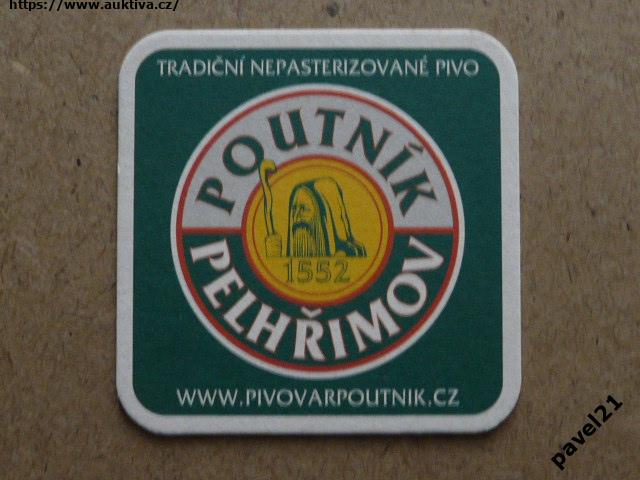 https://www.auktiva.cz/
TRADIČNÍ NEPASTERIZOVANÉ PIVO
POUTNÍK
1552
PELHŘIMOV
WWW.PIVOVARPOUTNIK.CZ
pavel21